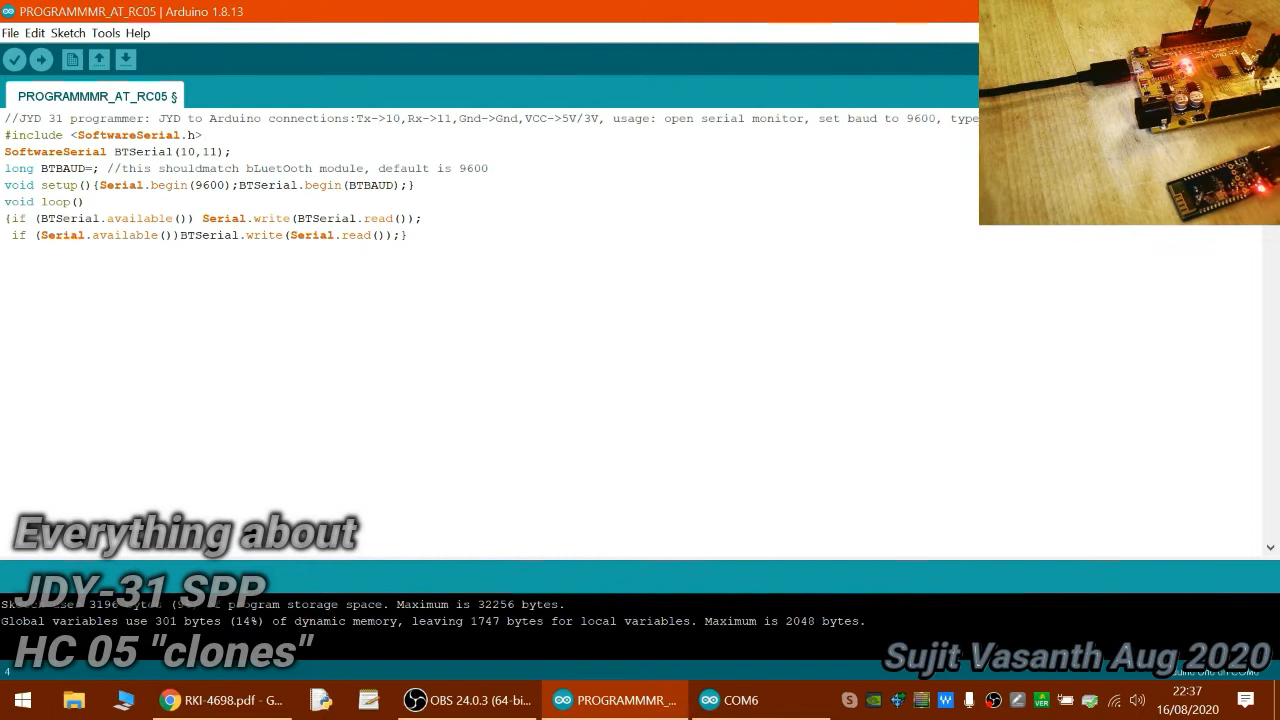 PROGRAMMMR_AT_RC05 | Arduino 1.8.13
File Edit Sketch Tools Help
PROGRAMMMR_AT_RC05 §
//JYD 31 programmer: JYD to Arduino connections:Tx->10,Rx->11,Gnd->Gnd,VCC->5V/3V, usage: open serial monitor, set baud to 9600, type
#include <SoftwareSerial.h>
SoftwareSerial BTSerial(10,11);
long BTBAUD=; //this shouldmatch bLuetOoth module, default is 9600
void setup(){Serial.begin(9600);BTSerial.begin(BTBAUD);}
void loop()
{if (BTSerial.available()) Serial.write(BTSerial.read());
if (Serial.available())BTSerial.write(Serial.read());}
Everything about
JDY-31 SPP
HC 05 "clones"
3196 bytes of program storage space. Maximum is 32256 bytes.
Global variables use 301 bytes (14%) of dynamic memory, leaving 1747 bytes for local variables. Maximum is 2048 bytes.
Sujit Vasanth Aug 2020
4
RKI-4698.pdf - G...
OBS 24.0.3 (64-bi...
PROGRAMMMR_...
COM6
22:37
16/08/2020